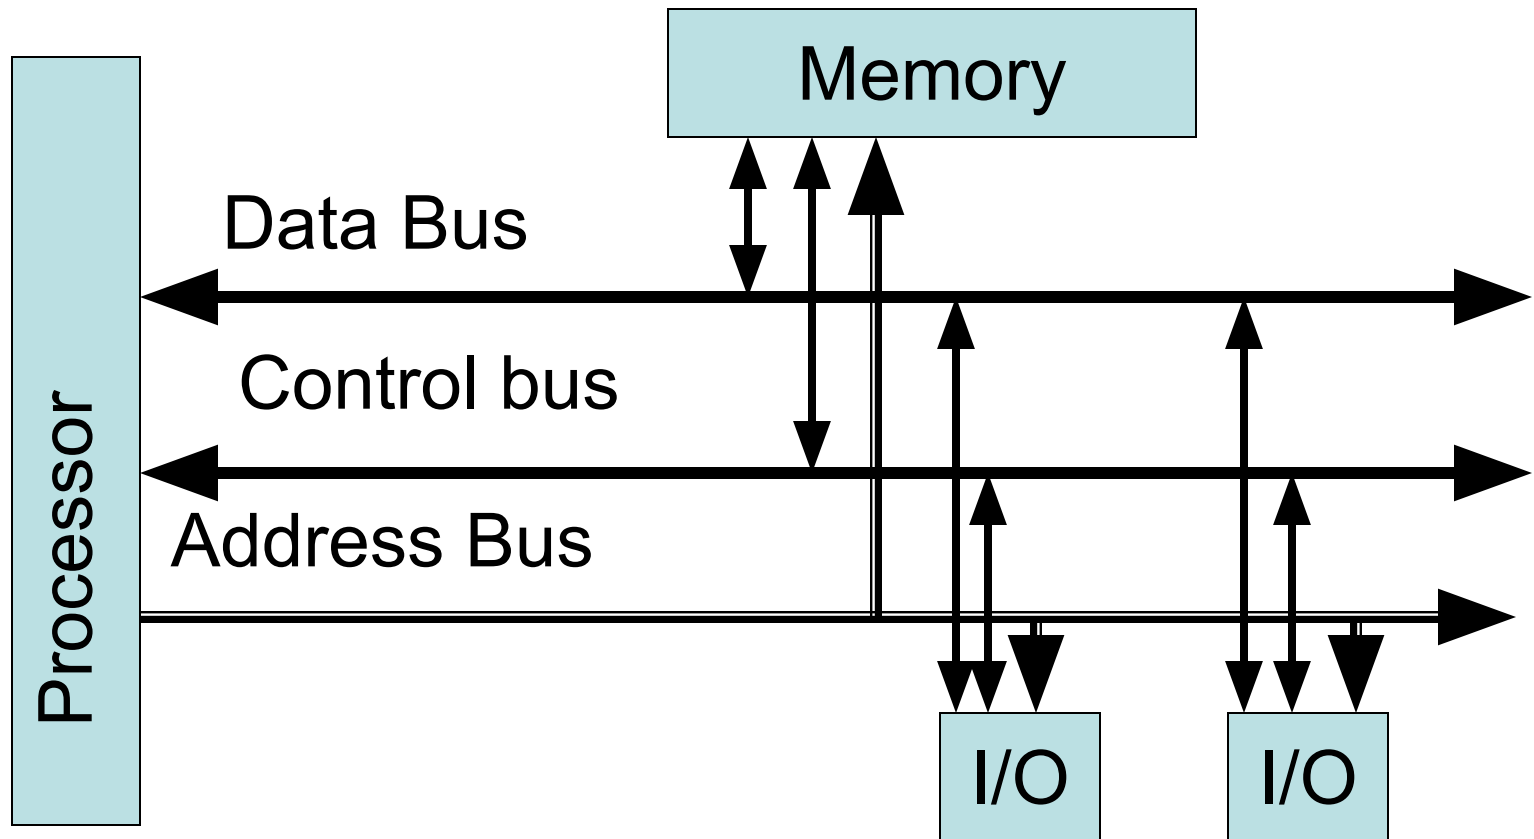 Memory
Data Bus
Control bus
Address Bus
Processor
I/O
I/O